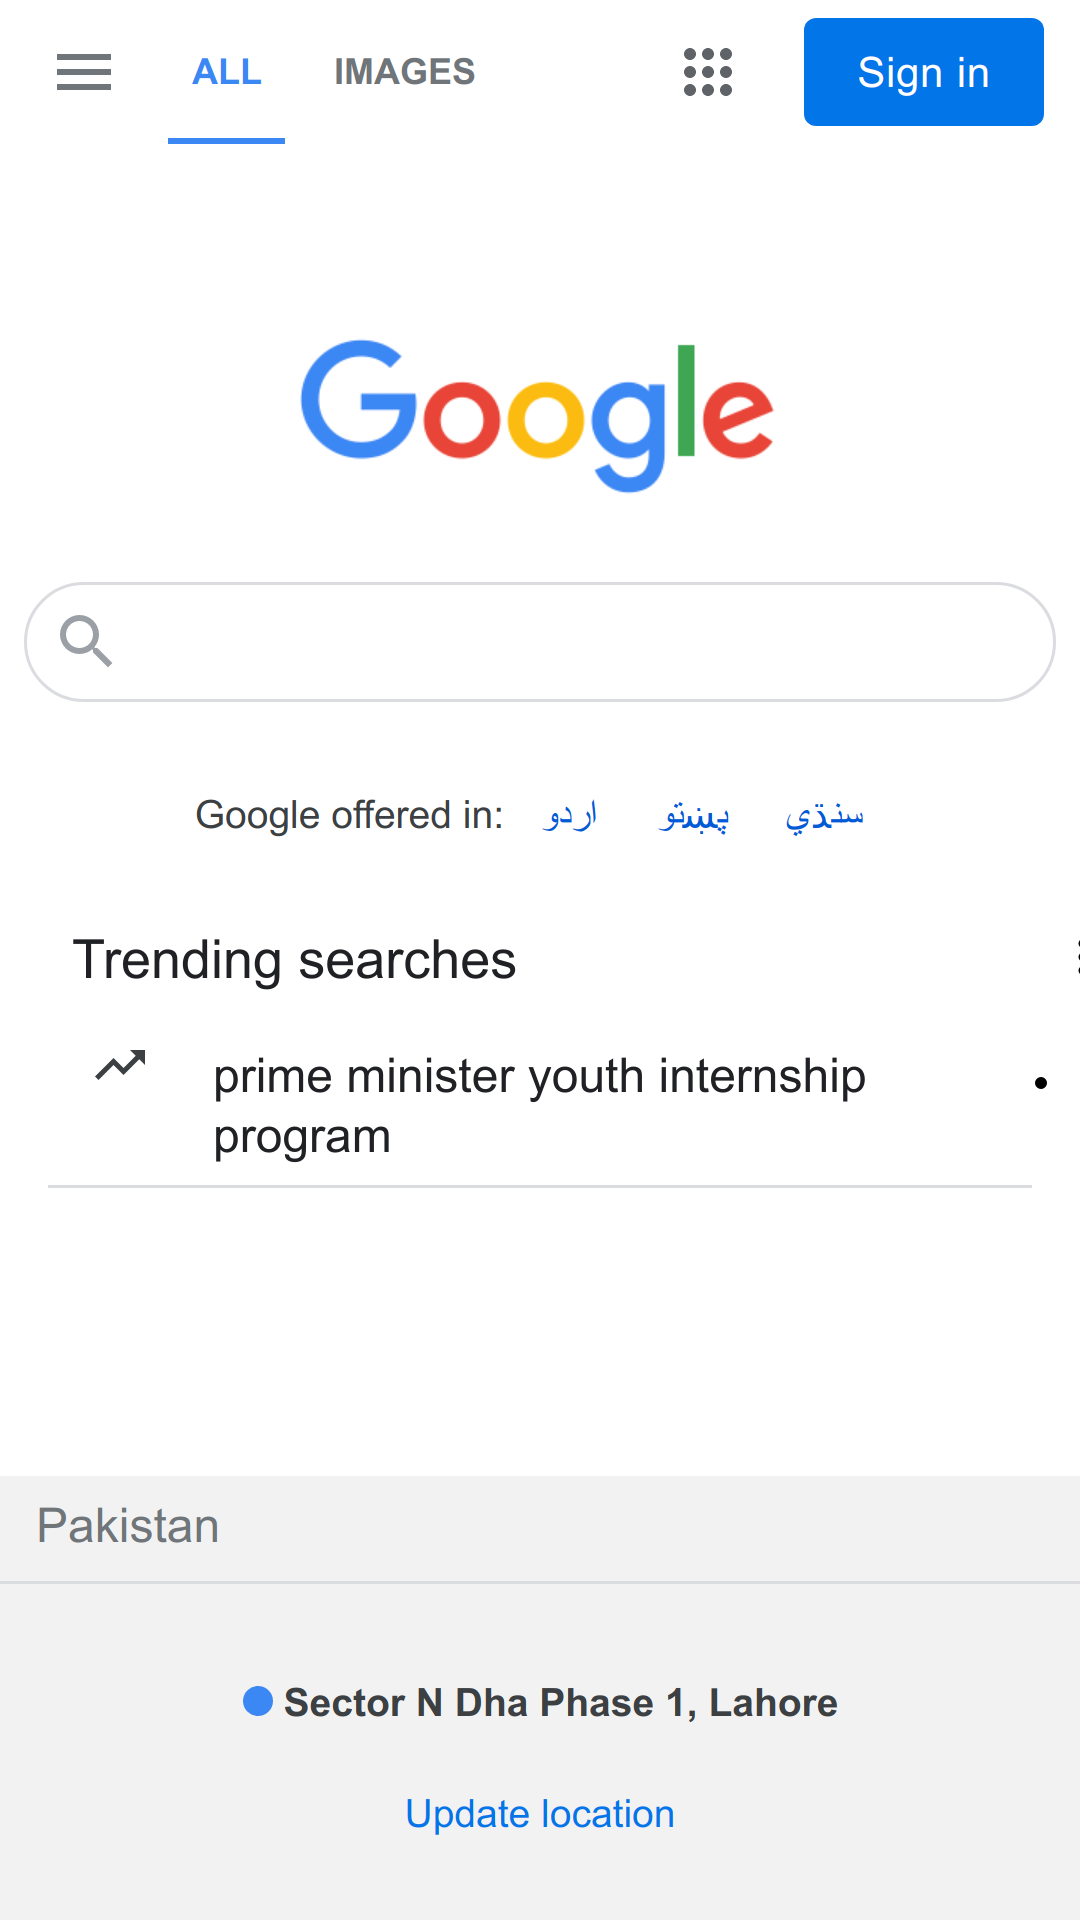 ALL IMAGES Sign in
Google
Google offered in: اردو پښتو سنڌي
Trending searches
prime minister youth internship
program
Pakistan
Sector N Dha Phase 1, Lahore
Update location